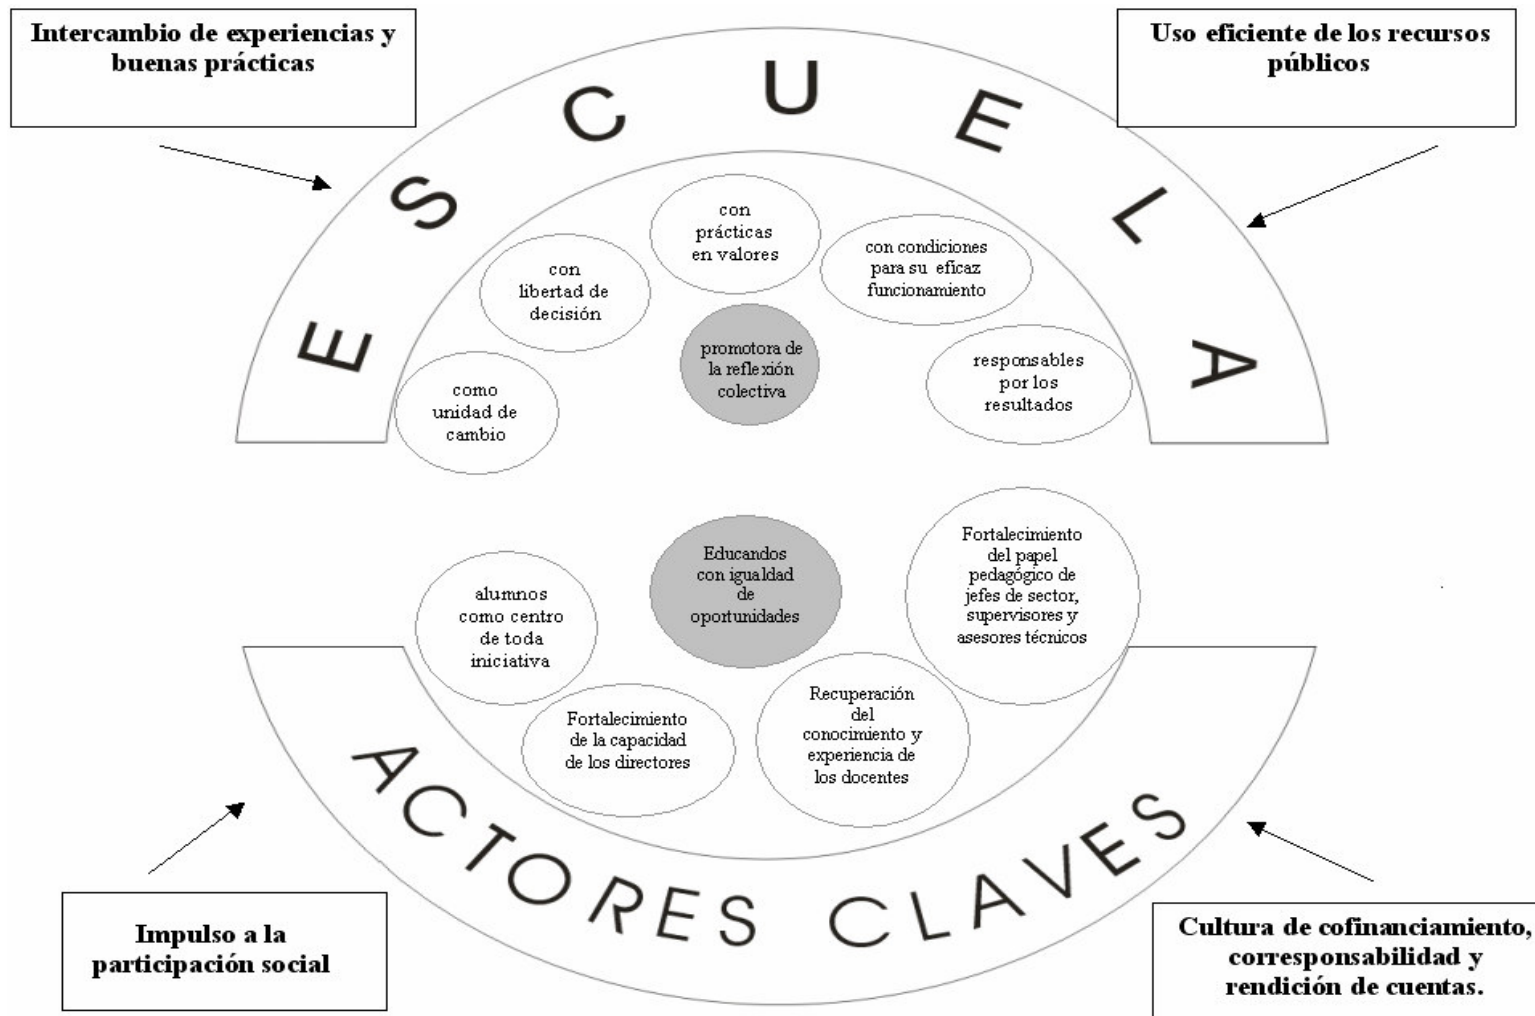 Intercambio de experiencias y
buenas prácticas
Uso eficiente de los recursos
públicos
ESCUELA
con
prácticas
en valores
con condiciones
para su eficaz
funcionamiento
con
libertad de
decisión
promotora de
la reflexión
colectiva
responsables
por los
resultados
como
unidad de
cambio
Educandos
con igualdad
de
oportunidades
Fortalecimiento
del papel
pedagógico de
jefes de sector,
supervisores y
asesores técnicos
alumnos
como centro
de toda
iniciativa
Fortalecimiento
de la capacidad
de los directores
Recuperación
del
conocimiento y
experiencia de
los docentes
ACTORES CLAVES
Impulso a la
participación social
Cultura de cofinanciamiento,
corresponsabilidad y
rendición de cuentas.